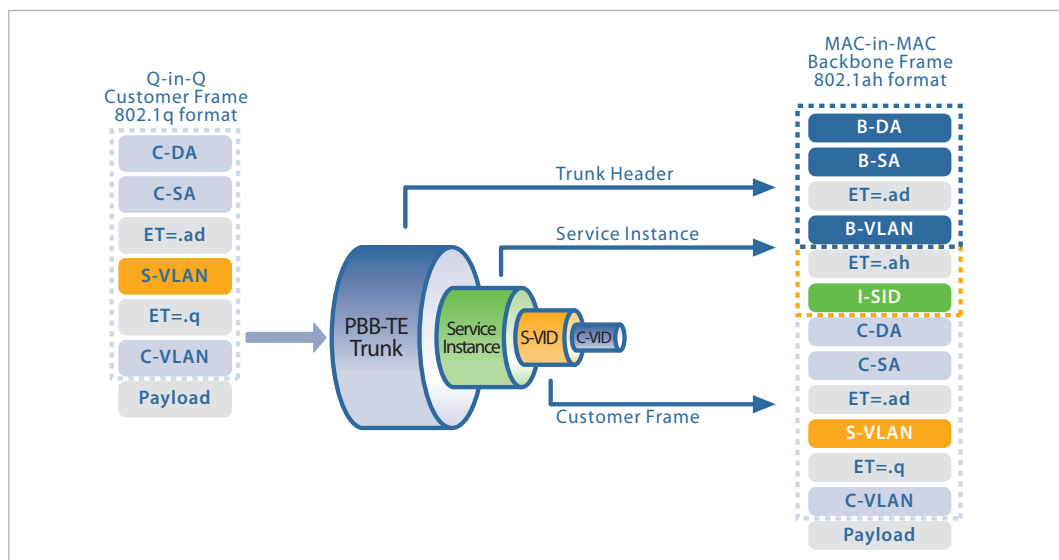 Q-in-Q
Customer Frame
802.1q format
C-DA
C-SA
ET=.ad
S-VLAN
ET=.q
C-VLAN
Payload
PBB-TE
Trunk
Service
Instance
S-VID
C-VID
Trunk Header
Service Instance
Customer Frame
MAC-in-MAC
Backbone Frame
802.1ah format
B-DA
B-SA
ET=.ad
B-VLAN
ET=.ah
I-SID
C-DA
C-SA
ET=.ad
S-VLAN
ET=.q
C-VLAN
Payload